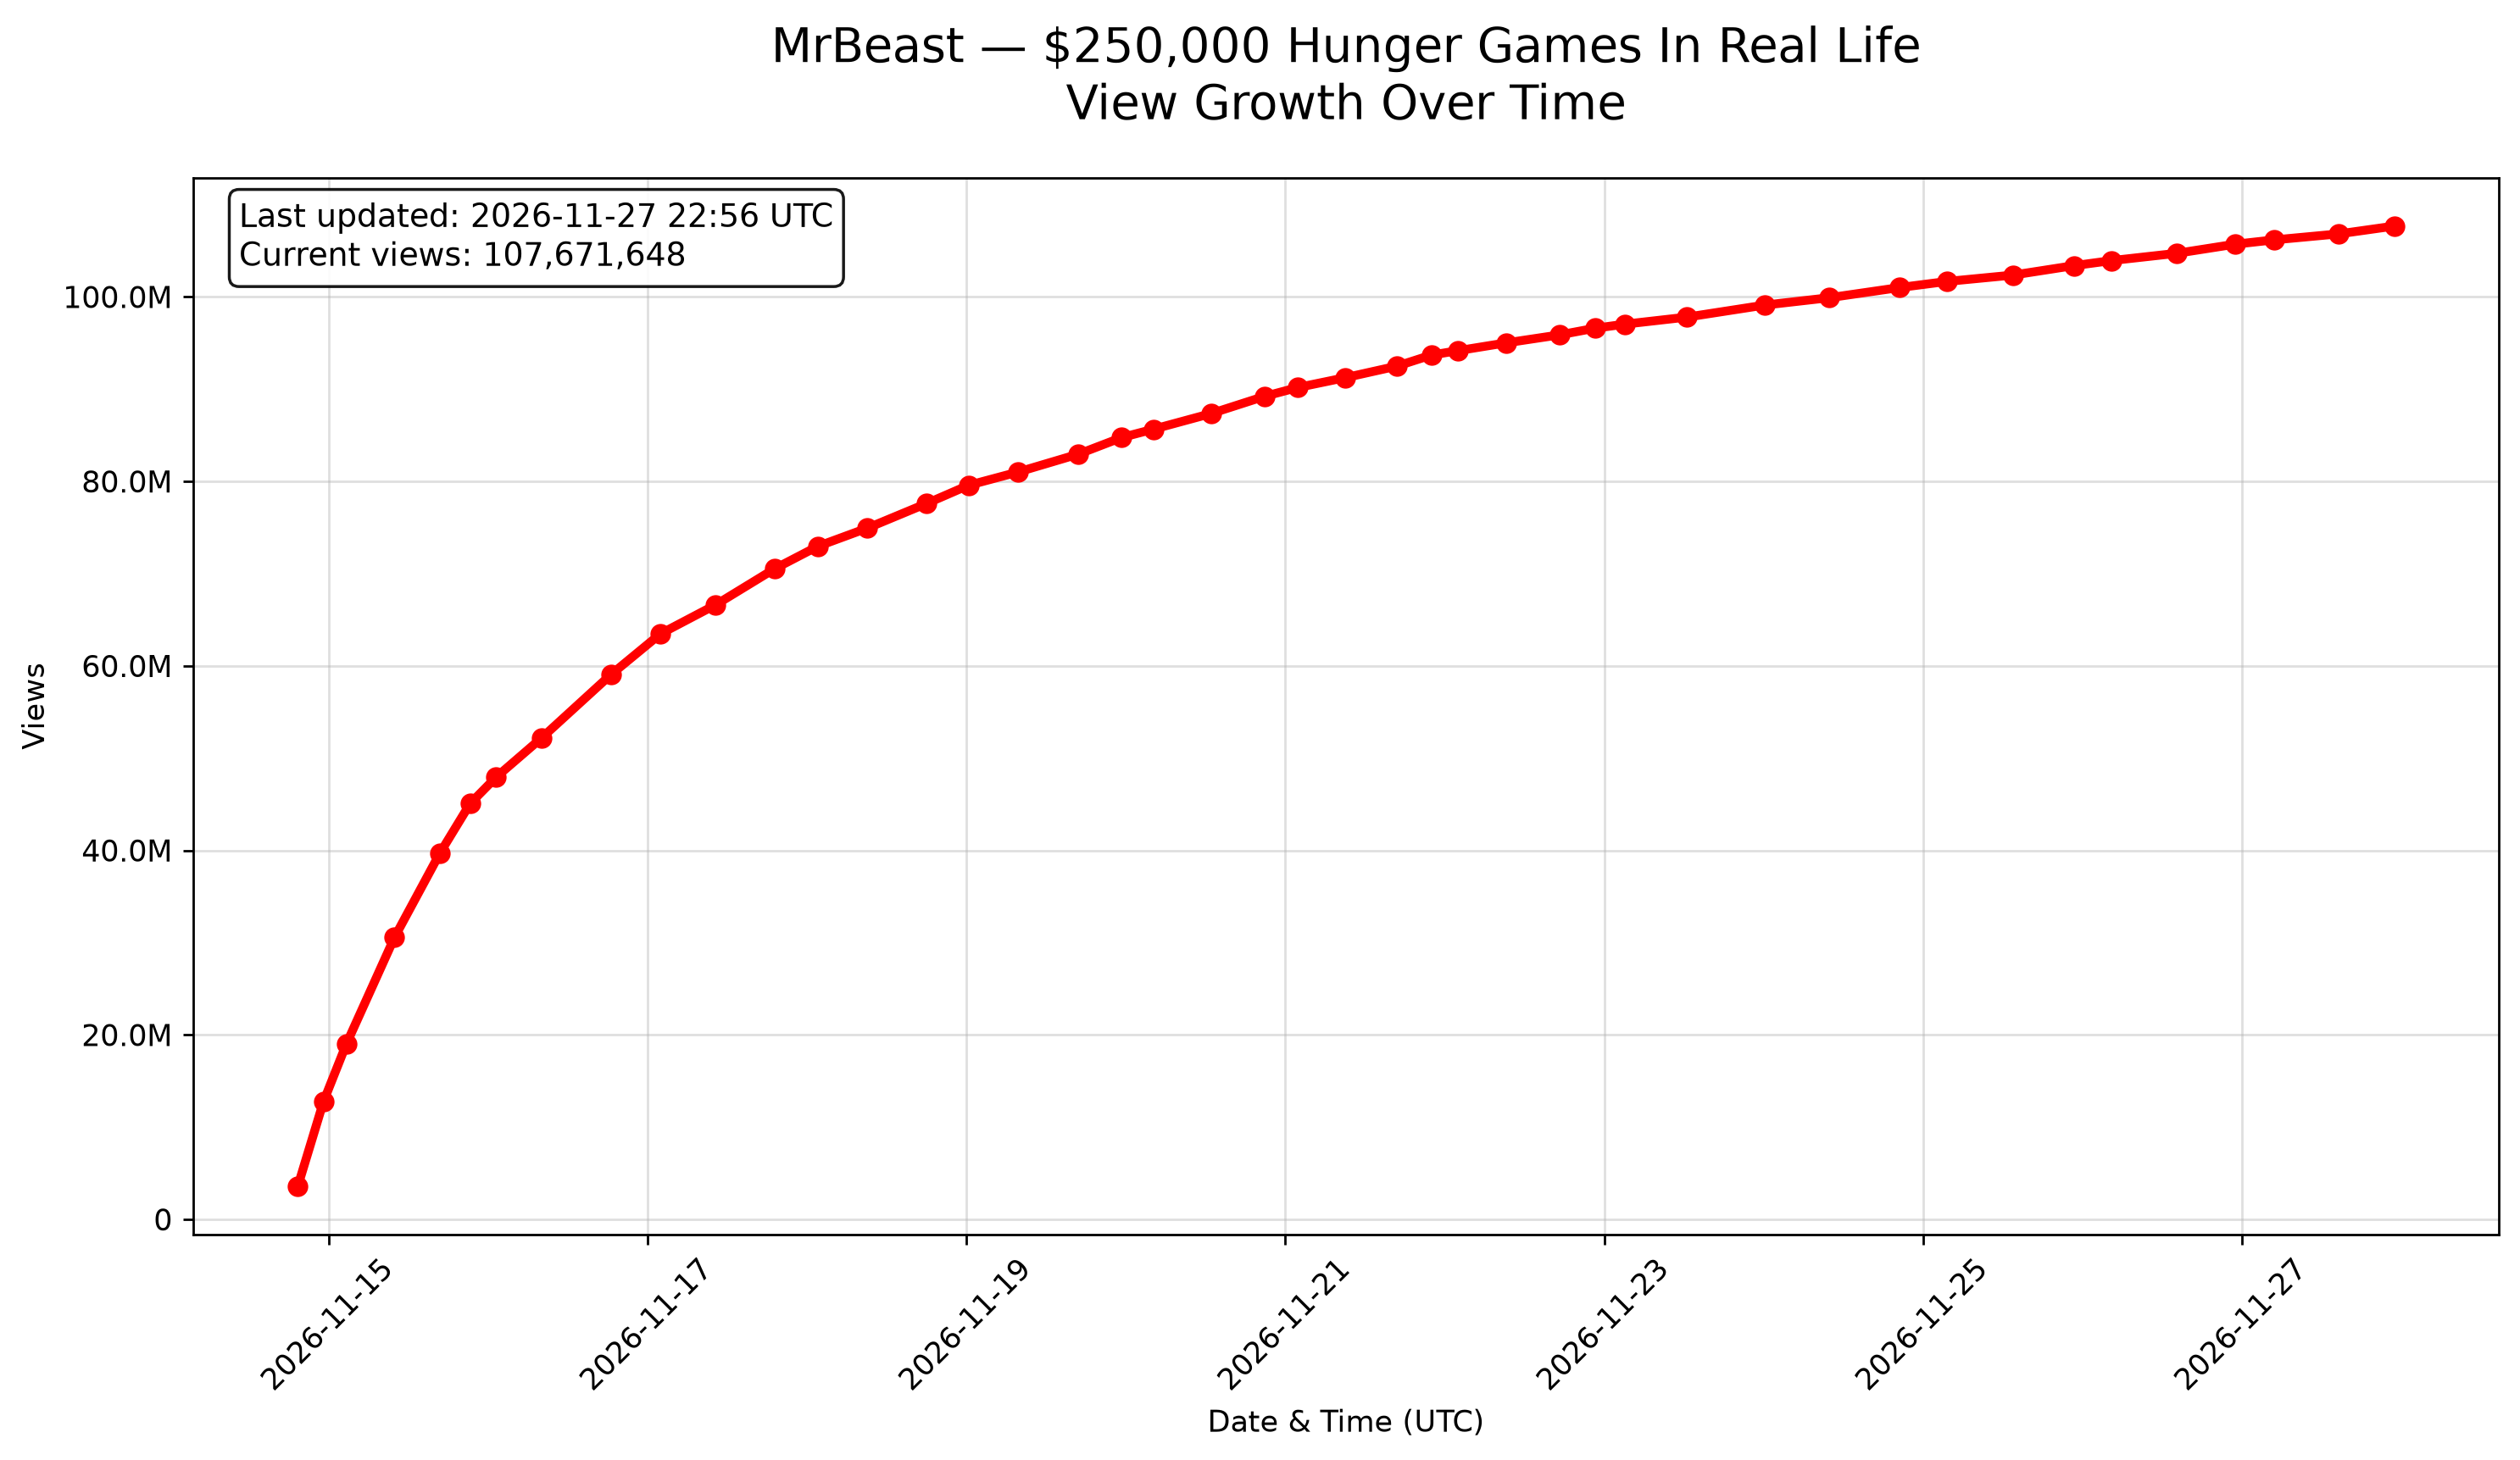 MrBeast — $250,000 Hunger Games In Real Life
View Growth Over Time
Last updated: 2026-11-27 22:56 UTC
Current views: 107,671,648
100.0M
80.0M
60.0M
40.0M
20.0M
0
Views
2026-11-15
2026-11-17
2026-11-19
2026-11-21
2026-11-23
2026-11-25
2026-11-27
Date & Time (UTC)